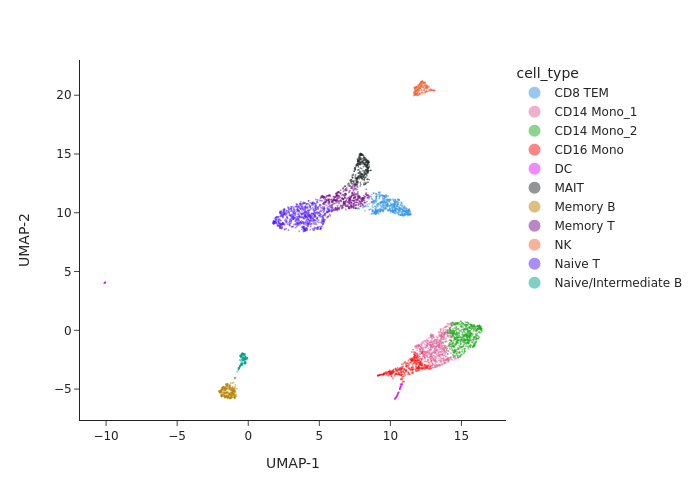 cell_type
CD8 TEM
CD14 Mono_1
CD14 Mono_2
CD16 Mono
DC
MAIT
Memory B
Memory T
NK
Naive T
Naive/Intermediate B
UMAP-2
20
15
10
5
0
−5
−10
−5
0
5
10
15
UMAP-1